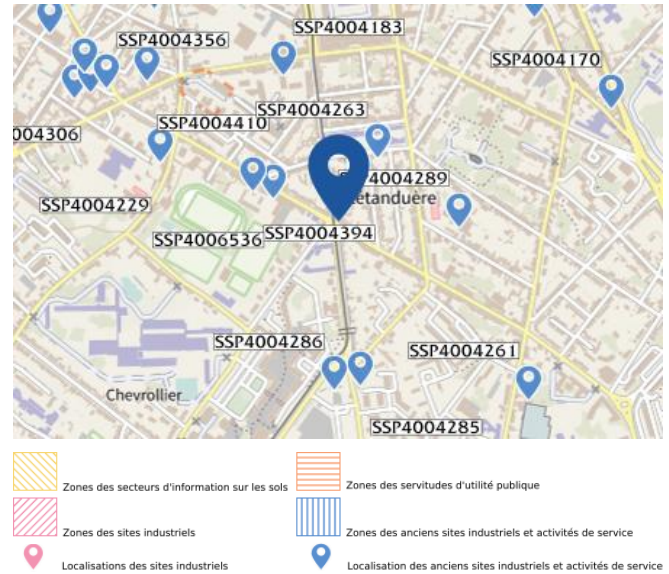 SSP4004183
SSP4004356
SSP4004170
SSP4004263
SSP4004410
004306
SSP4004289
Létanduère
SSP4004229
SSP4006536
SSP4004394
SSP4004286
SSP4004261
Chevrollier
SSP4004285
Zones des secteurs d'information sur les sols
Zones des servitudes d'utilité publique
Zones des sites industriels
Zones des anciens sites industriels et activités de service
Localisations des sites industriels
Localisation des anciens sites industriels et activités de service